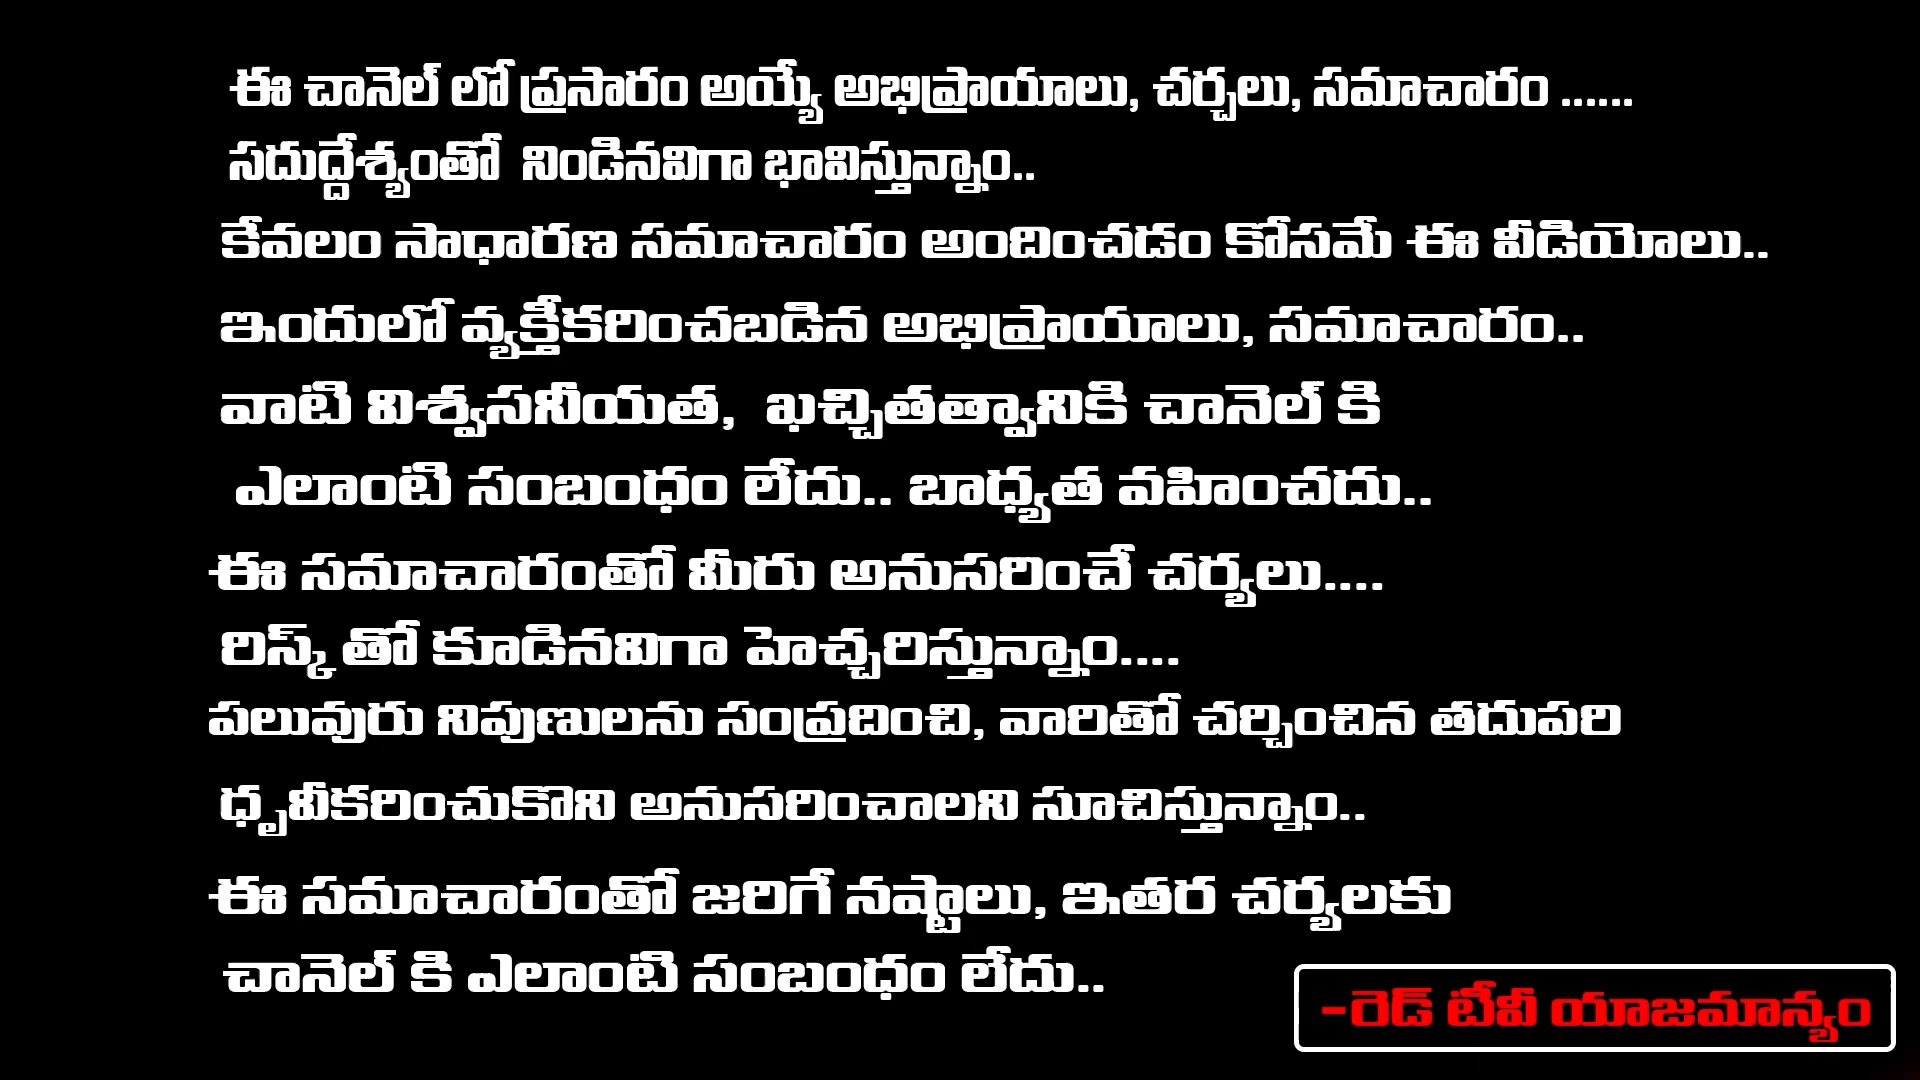 ఈ చానెల్ లో ప్రసారం అయ్యే అభిప్రాయాలు, చర్చలు, సమాచారం ......
సదుద్దేశ్యంతో నిండినవిగా భావిస్తున్నాం..
కేవలం సాధారణ సమాచారం అందించడం కోసమే ఈ వీడియోలు..
ఇందులో వ్యక్తీకరించబడిన అభిప్రాయాలు, సమాచారం..
వాటి విశ్వసనీయత, ఖచ్చితత్వానికి చానెల్ కి
ఎలాంటి సంబంధం లేదు.. బాధ్యత వహించదు..
ఈ సమాచారంతో మీరు అనుసరించే చర్యలు....
రిస్క్ తో కూడినవిగా హెచ్చరిస్తున్నాం....
పలువురు నిపుణులను సంప్రదించి, వారితో చర్చించిన తదుపరి
ధృవీకరించుకొని అనుసరించాలని సూచిస్తున్నాం..
ఈ సమాచారంతో జరిగే నష్టాలు, ఇతర చర్యలకు
చానెల్ కి ఎలాంటి సంబంధం లేదు..
-రెడ్ టీవీ యాజమాన్యం